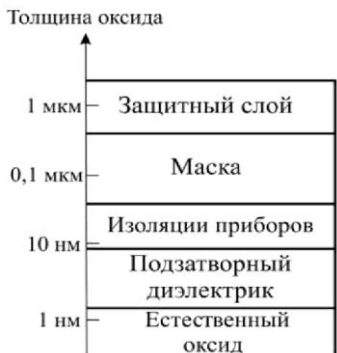 Толщина оксида
1 мкм
Защитный слой
0,1 мкм
Маска
Изоляции приборов
10 нм
Подзатворный
диэлектрик
1 нм
Естественный
оксид